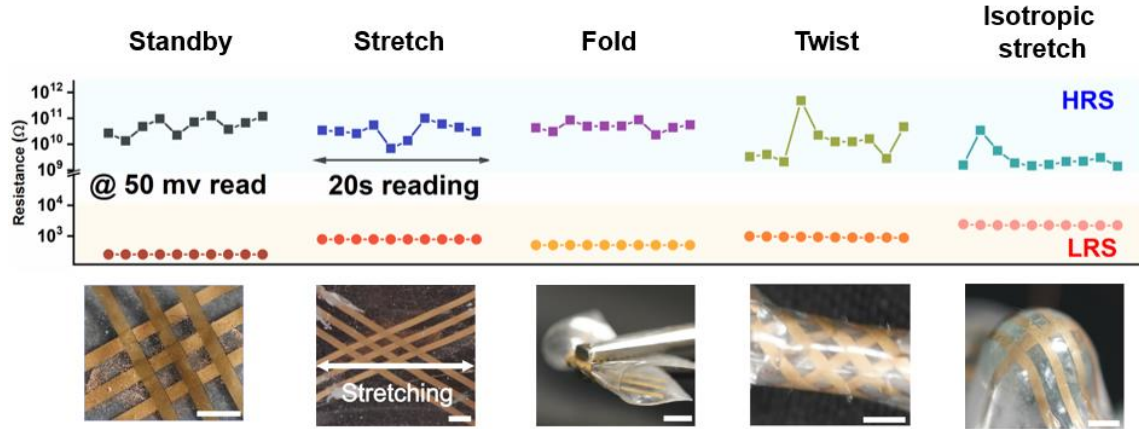 Standby
Stretch
Fold
Twist
Isotropic
stretch
Resistance (Ω)
10¹²
10¹¹
10¹⁰
10⁹
10⁴
10³
HRS
@ 50 mv read
20s reading
LRS
Stretching